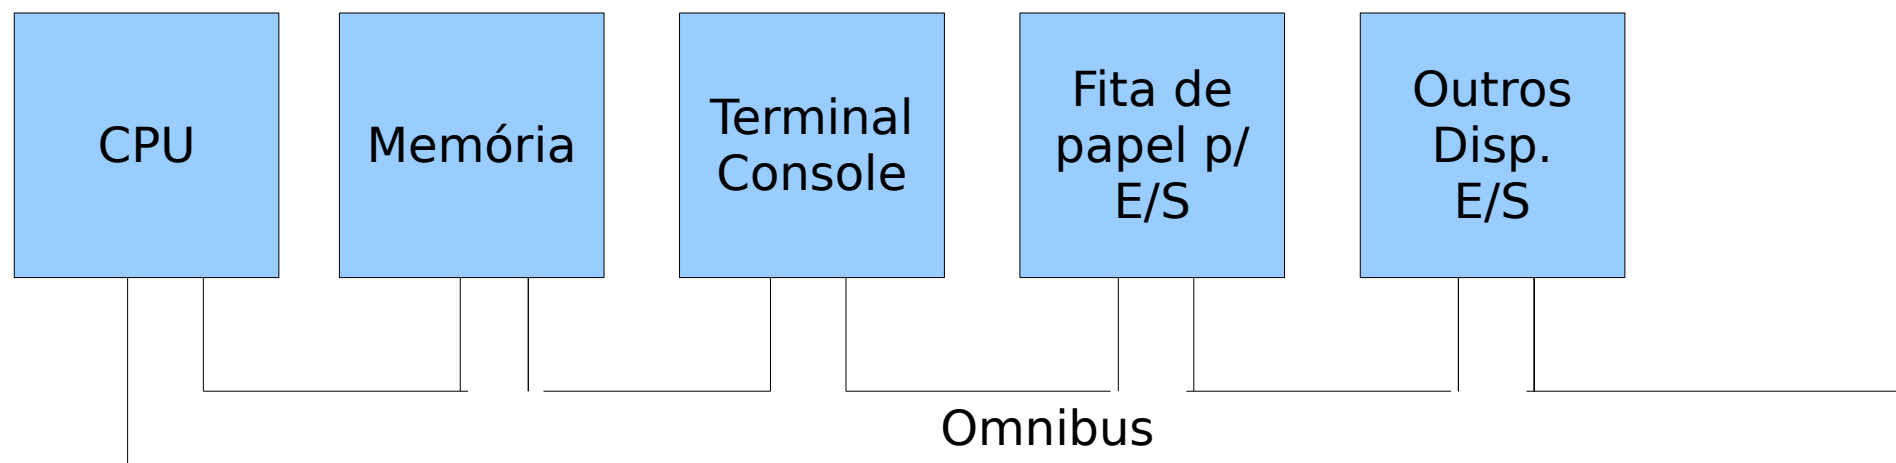 CPU
Memória
Terminal
Console
Fita de
papel p/
E/S
Outros
Disp.
E/S
Omnibus